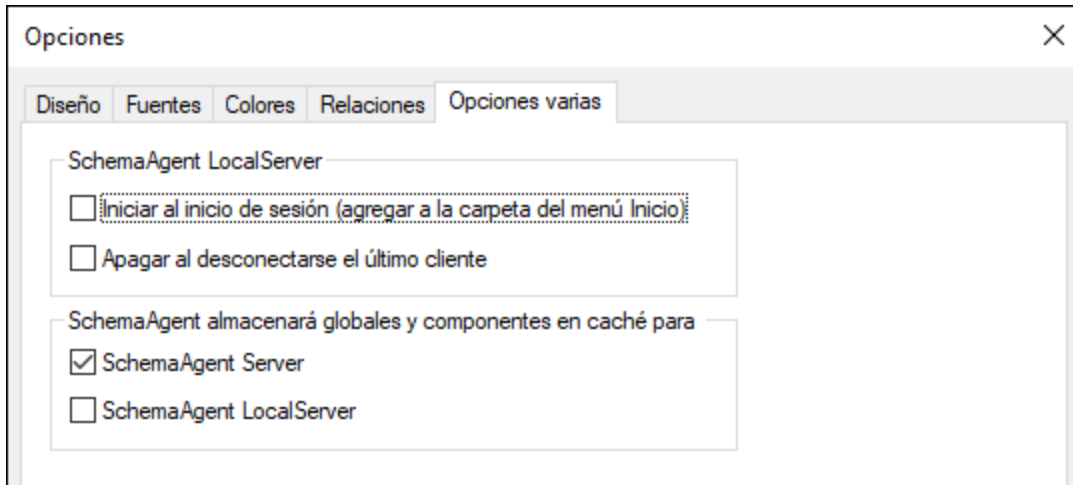 Opciones
Diseño Fuentes Colores Relaciones Opciones varias
SchemaAgent LocalServer
Iniciar al inicio de sesión (agregar a la carpeta del menú Inicio)
Apagar al desconectarse el último cliente
SchemaAgent almacenará globales y componentes en caché para
SchemaAgent Server
SchemaAgent LocalServer